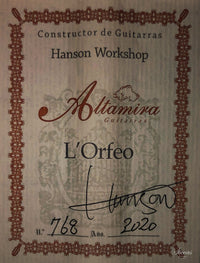 Constructor de Guitarras
Hanson Workshop
Altamira
Guitarras
L'Orfeo
Hanson
N.º 768 Año. 2020